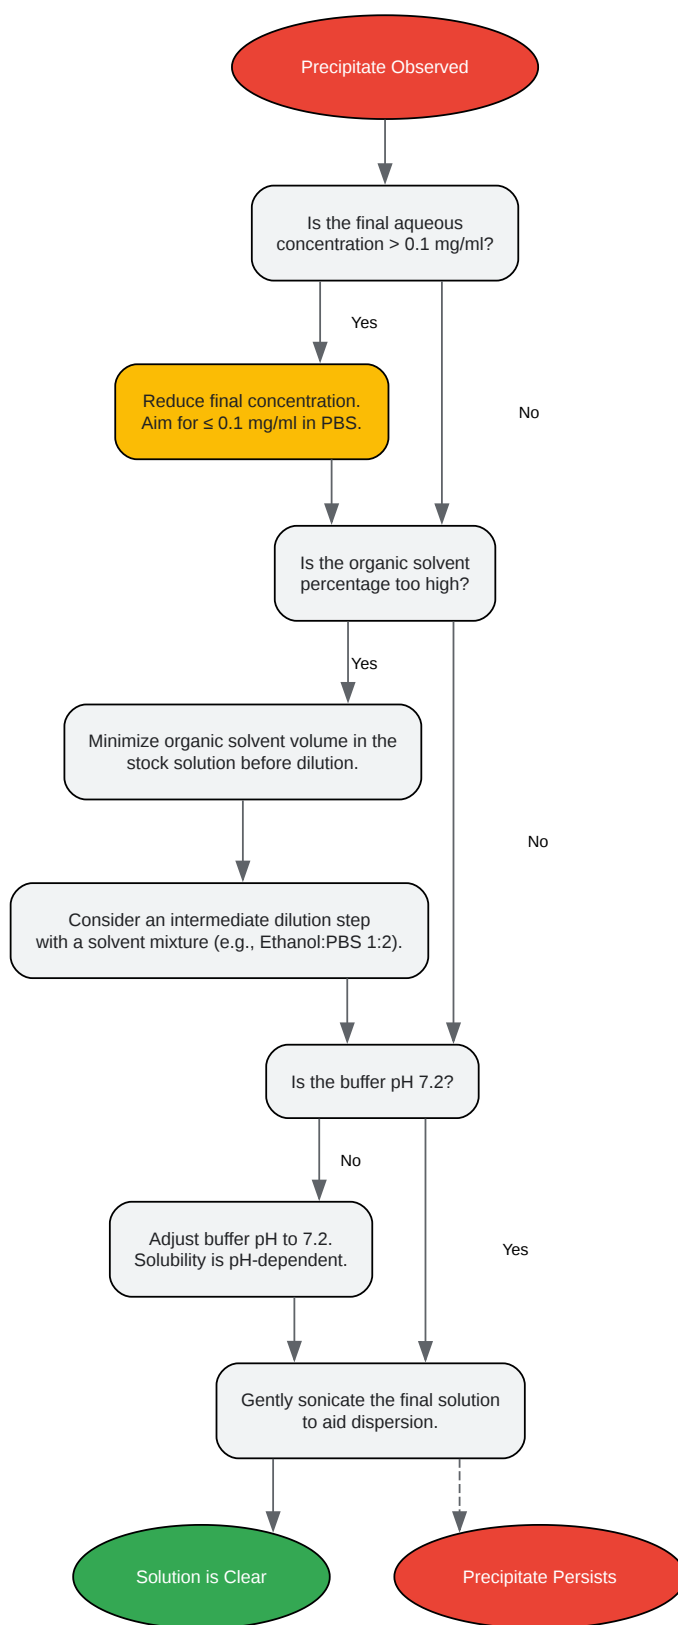 Precipitate Observed
Is the final aqueous
concentration > 0.1 mg/ml?
Yes
Reduce final concentration.
Aim for ≤ 0.1 mg/ml in PBS.
No
Is the organic solvent
percentage too high?
Yes
Minimize organic solvent volume in the
stock solution before dilution.
No
Consider an intermediate dilution step
with a solvent mixture (e.g., Ethanol:PBS 1:2).
Is the buffer pH 7.2?
No
Adjust buffer pH to 7.2.
Solubility is pH-dependent.
Yes
Gently sonicate the final solution
to aid dispersion.
Solution is Clear
Precipitate Persists